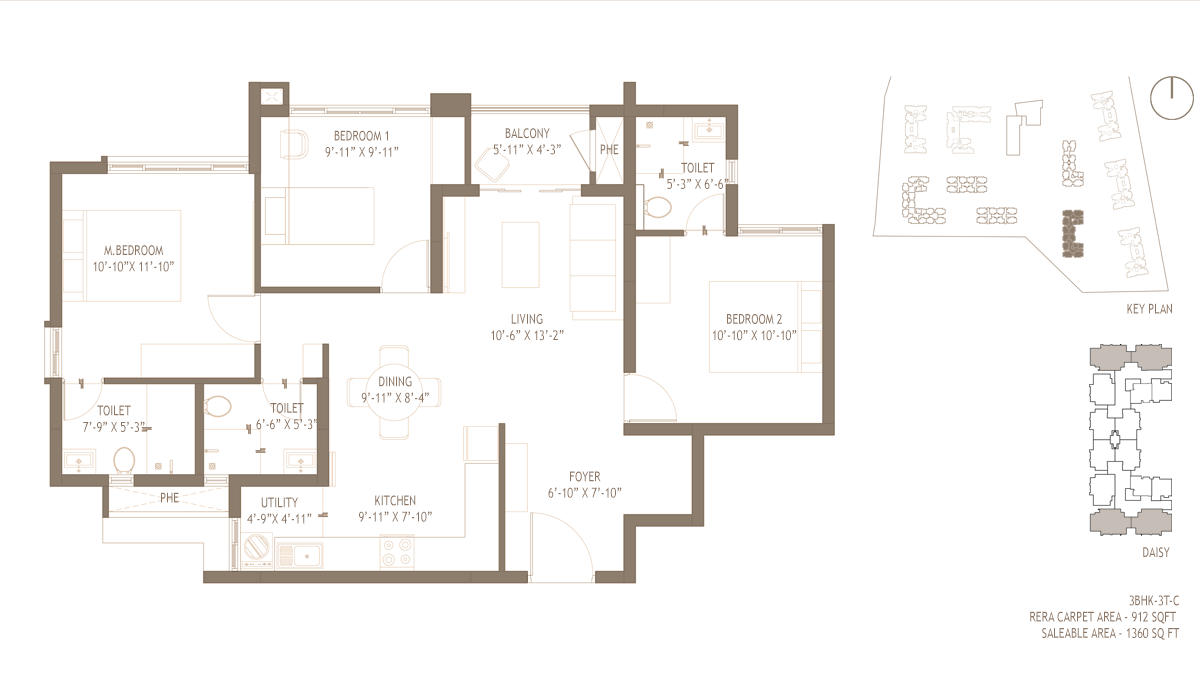 BEDROOM 1
9'-11" X 9'-11"
BALCONY
5'-11" X 4'-3"
PHE
TOILET
5'-3" X 6'-6"
M.BEDROOM
10'-10"X 11'-10"
LIVING
10'-6" X 13'-2"
BEDROOM 2
10'-10" X 10'-10"
DINING
9'-11" X 8'-4"
TOILET
7'-9" X 5'-3"
TOILET
6'-6" X 5'-3"
PHE
UTILITY
4'-9"X 4'-11"
KITCHEN
9'-11" X 7'-10"
FOYER
6'-10" X 7'-10"
KEY PLAN
DAISY
3BHK-3T-C
RERA CARPET AREA - 912 SQFT
SALEABLE AREA - 1360 SQ FT